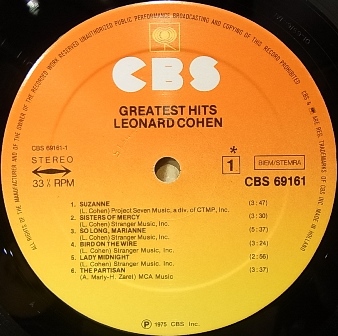 UNAUTHORIZED PUBLIC PERFORMANCE BROADCASTING AND COPYING OF THIS RECORD PROHIBITED
ALL RIGHTS OF THE MANUFACTURER AND OF THE OWNER OF THE RECORDED WORK RESERVED
CBS
GREATEST HITS
LEONARD COHEN
CBS 69161-1
STEREO
33⅓ RPM
*
1
BIEM/STEMRA
CBS 69161
1. SUZANNE (3:47)
(L. Cohen) Project Seven Music, a div. of CTMP, Inc.
2. SISTERS OF MERCY (3:30)
(L. Cohen) Stranger Music, Inc.
3. SO LONG, MARIANNE (5:37)
(L. Cohen) Stranger Music, Inc.
4. BIRD ON THE WIRE (3:24)
(L. Cohen) Stranger Music, Inc.
5. LADY MIDNIGHT (2:56)
(L. Cohen) Stranger Music, Inc.
6. THE PARTISAN (3:37)
(A. Marly-H. Zaret) MCA Music
℗ 1975 CBS Inc.
MADE IN HOLLAND